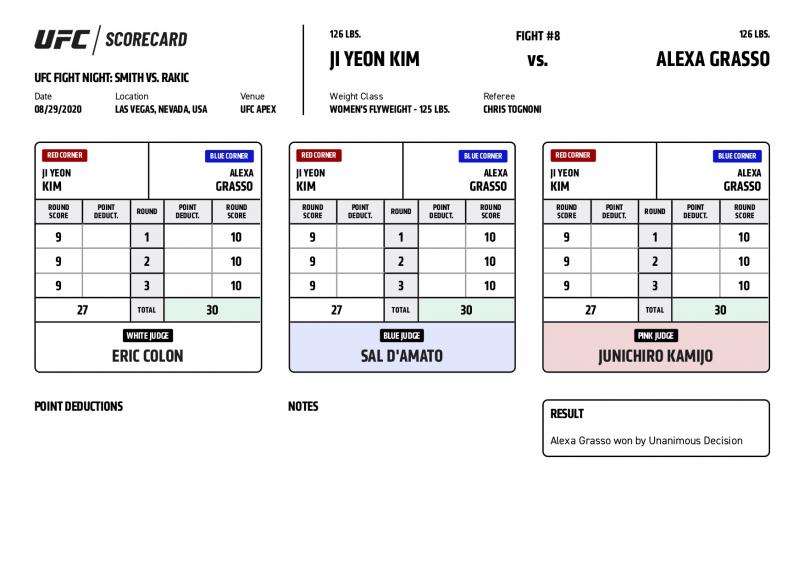 UFC SCORECARD
UFC FIGHT NIGHT: SMITH VS. RAKIC
Date Location Venue
08/29/2020 LAS VEGAS, NEVADA, USA UFC APEX
126 LBS. FIGHT #8 126 LBS.
JI YEON KIM VS. ALEXA GRASSO
Weight Class Referee
WOMEN'S FLYWEIGHT - 125 LBS. CHRIS TOGNONI
RED CORNER BLUE CORNER
JI YEON ALEXA
KIM GRASSO
ROUND SCORE POINT DEDUCT. ROUND POINT DEDUCT. ROUND SCORE
9 1 10
9 2 10
9 3 10
27 TOTAL 30
WHITE JUDGE
ERIC COLON
RED CORNER BLUE CORNER
JI YEON ALEXA
KIM GRASSO
ROUND SCORE POINT DEDUCT. ROUND POINT DEDUCT. ROUND SCORE
9 1 10
9 2 10
9 3 10
27 TOTAL 30
BLUE JUDGE
SAL D'AMATO
RED CORNER BLUE CORNER
JI YEON ALEXA
KIM GRASSO
ROUND SCORE POINT DEDUCT. ROUND POINT DEDUCT. ROUND SCORE
9 1 10
9 2 10
9 3 10
27 TOTAL 30
PINK JUDGE
JUNICHIRO KAMIJO
POINT DEDUCTIONS
NOTES
RESULT
Alexa Grasso won by Unanimous Decision